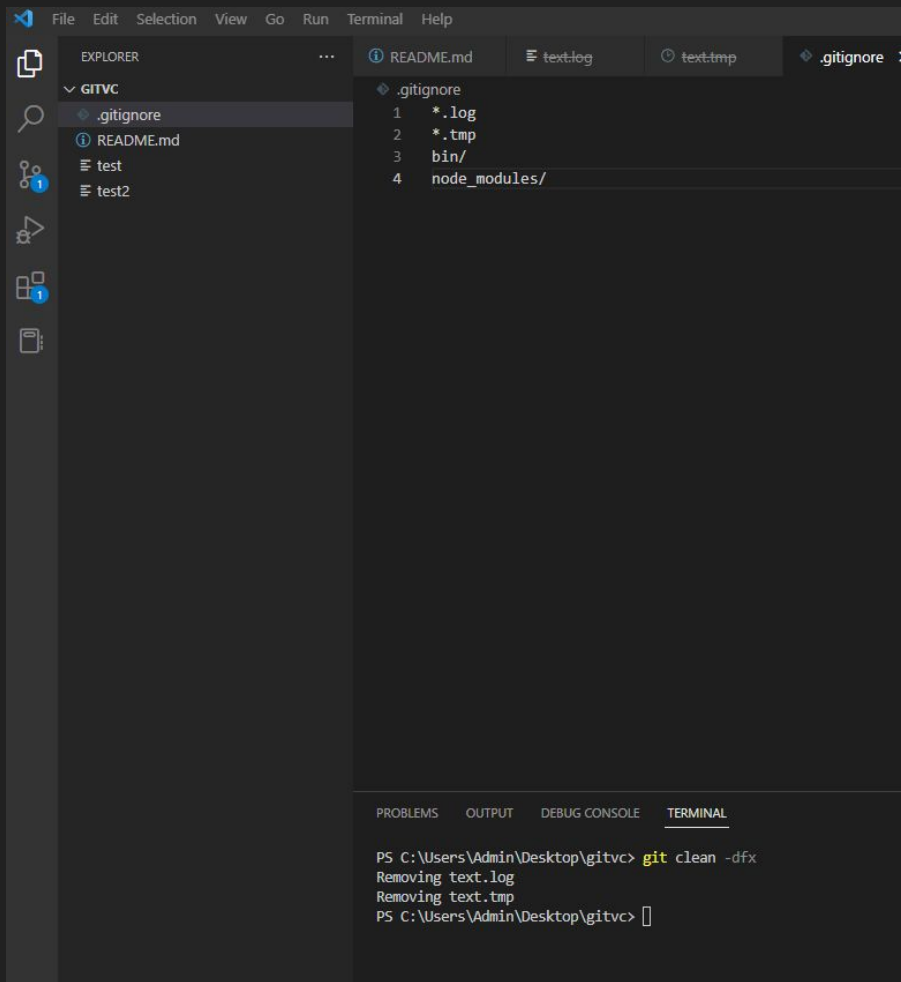 File Edit Selection View Go Run Terminal Help
EXPLORER ...
GITVC
.gitignore
README.md
test
test2
1
1
README.md text.log text.tmp .gitignore
.gitignore
1 *.log
2 *.tmp
3 bin/
4 node_modules/
PROBLEMS OUTPUT DEBUG CONSOLE TERMINAL
PS C:\Users\Admin\Desktop\gitvc> git clean -dfx
Removing text.log
Removing text.tmp
PS C:\Users\Admin\Desktop\gitvc>